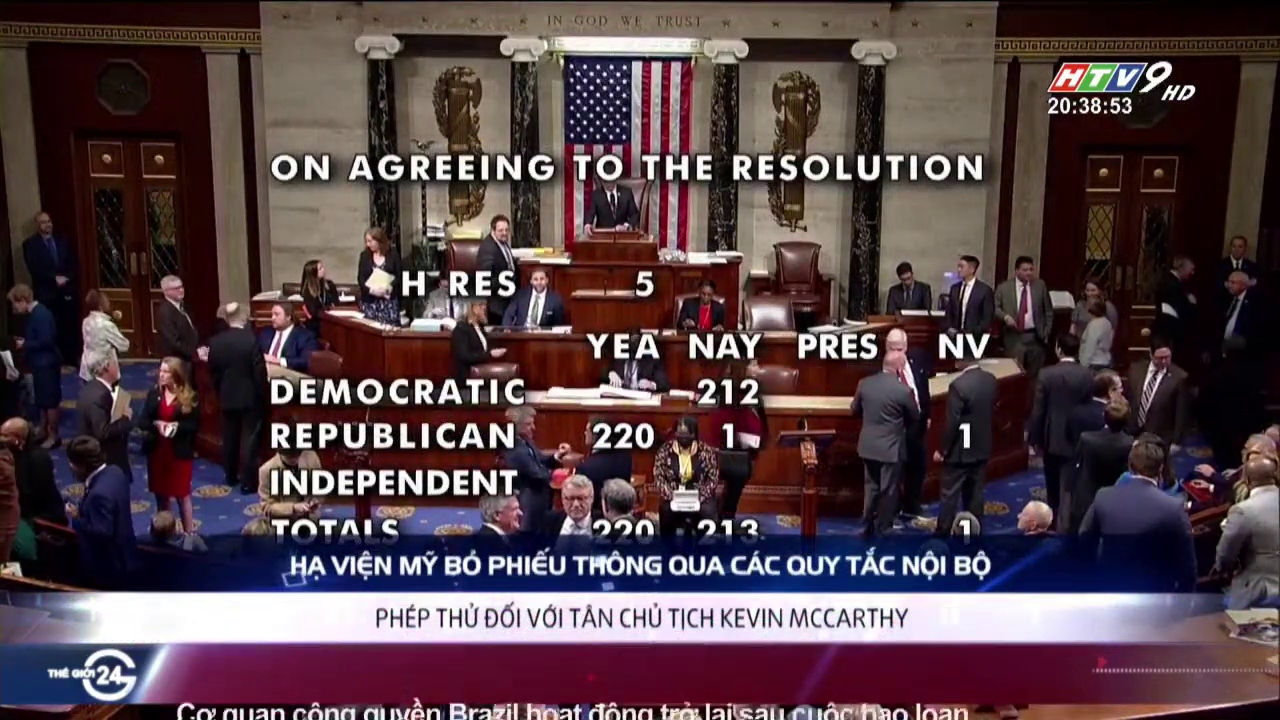 IN GOD WE TRUST
HTV9 HD
20:38:53
ON AGREEING TO THE RESOLUTION
H RES 5
YEA NAY PRES NV
DEMOCRATIC 212
REPUBLICAN 220 1 1
INDEPENDENT
TOTALS 220 213 1
HẠ VIỆN MỸ BỎ PHIẾU THÔNG QUA CÁC QUY TẮC NỘI BỘ
PHÉP THỬ ĐỐI VỚI TÂN CHỦ TỊCH KEVIN MCCARTHY
THẾ GIỚI 24G
Cơ quan công quyền Brazil hoạt động trở lại sau cuộc bạo loạn